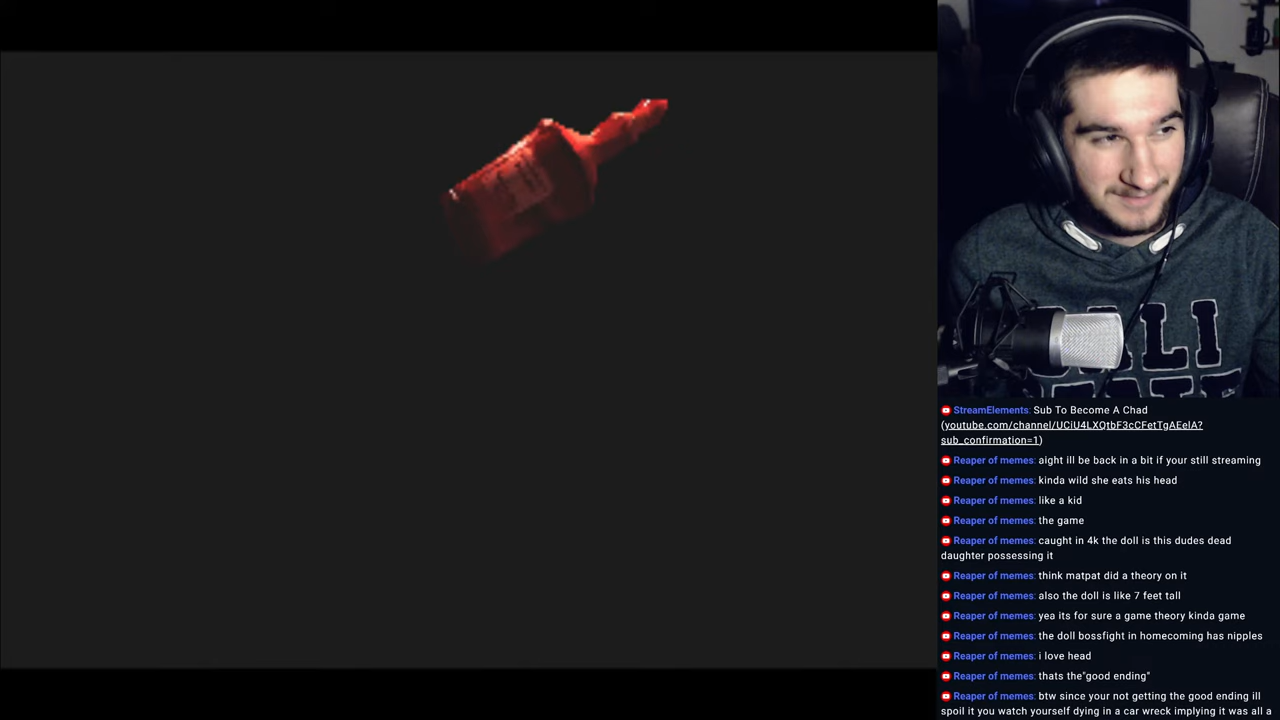 StreamElements: Sub To Become A Chad
(youtube.com/channel/UCiU4LXQtbF3cCFetTgAEelA?
sub_confirmation=1)
Reaper of memes: aight ill be back in a bit if your still streaming
Reaper of memes: kinda wild she eats his head
Reaper of memes: like a kid
Reaper of memes: the game
Reaper of memes: caught in 4k the doll is this dudes dead
daughter possessing it
Reaper of memes: think matpat did a theory on it
Reaper of memes: also the doll is like 7 feet tall
Reaper of memes: yea its for sure a game theory kinda game
Reaper of memes: the doll bossfight in homecoming has nipples
Reaper of memes: i love head
Reaper of memes: thats the"good ending"
Reaper of memes: btw since your not getting the good ending ill
spoil it you watch yourself dying in a car wreck implying it was all a